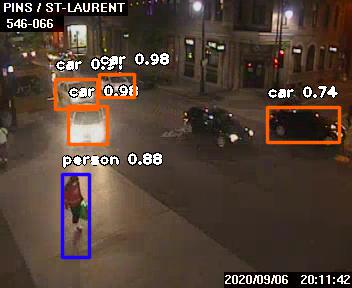 PINS / ST-LAURENT
546-066
car 0.98
car
car 0.98
car 0.74
person 0.88
2020/09/06 20:11:42